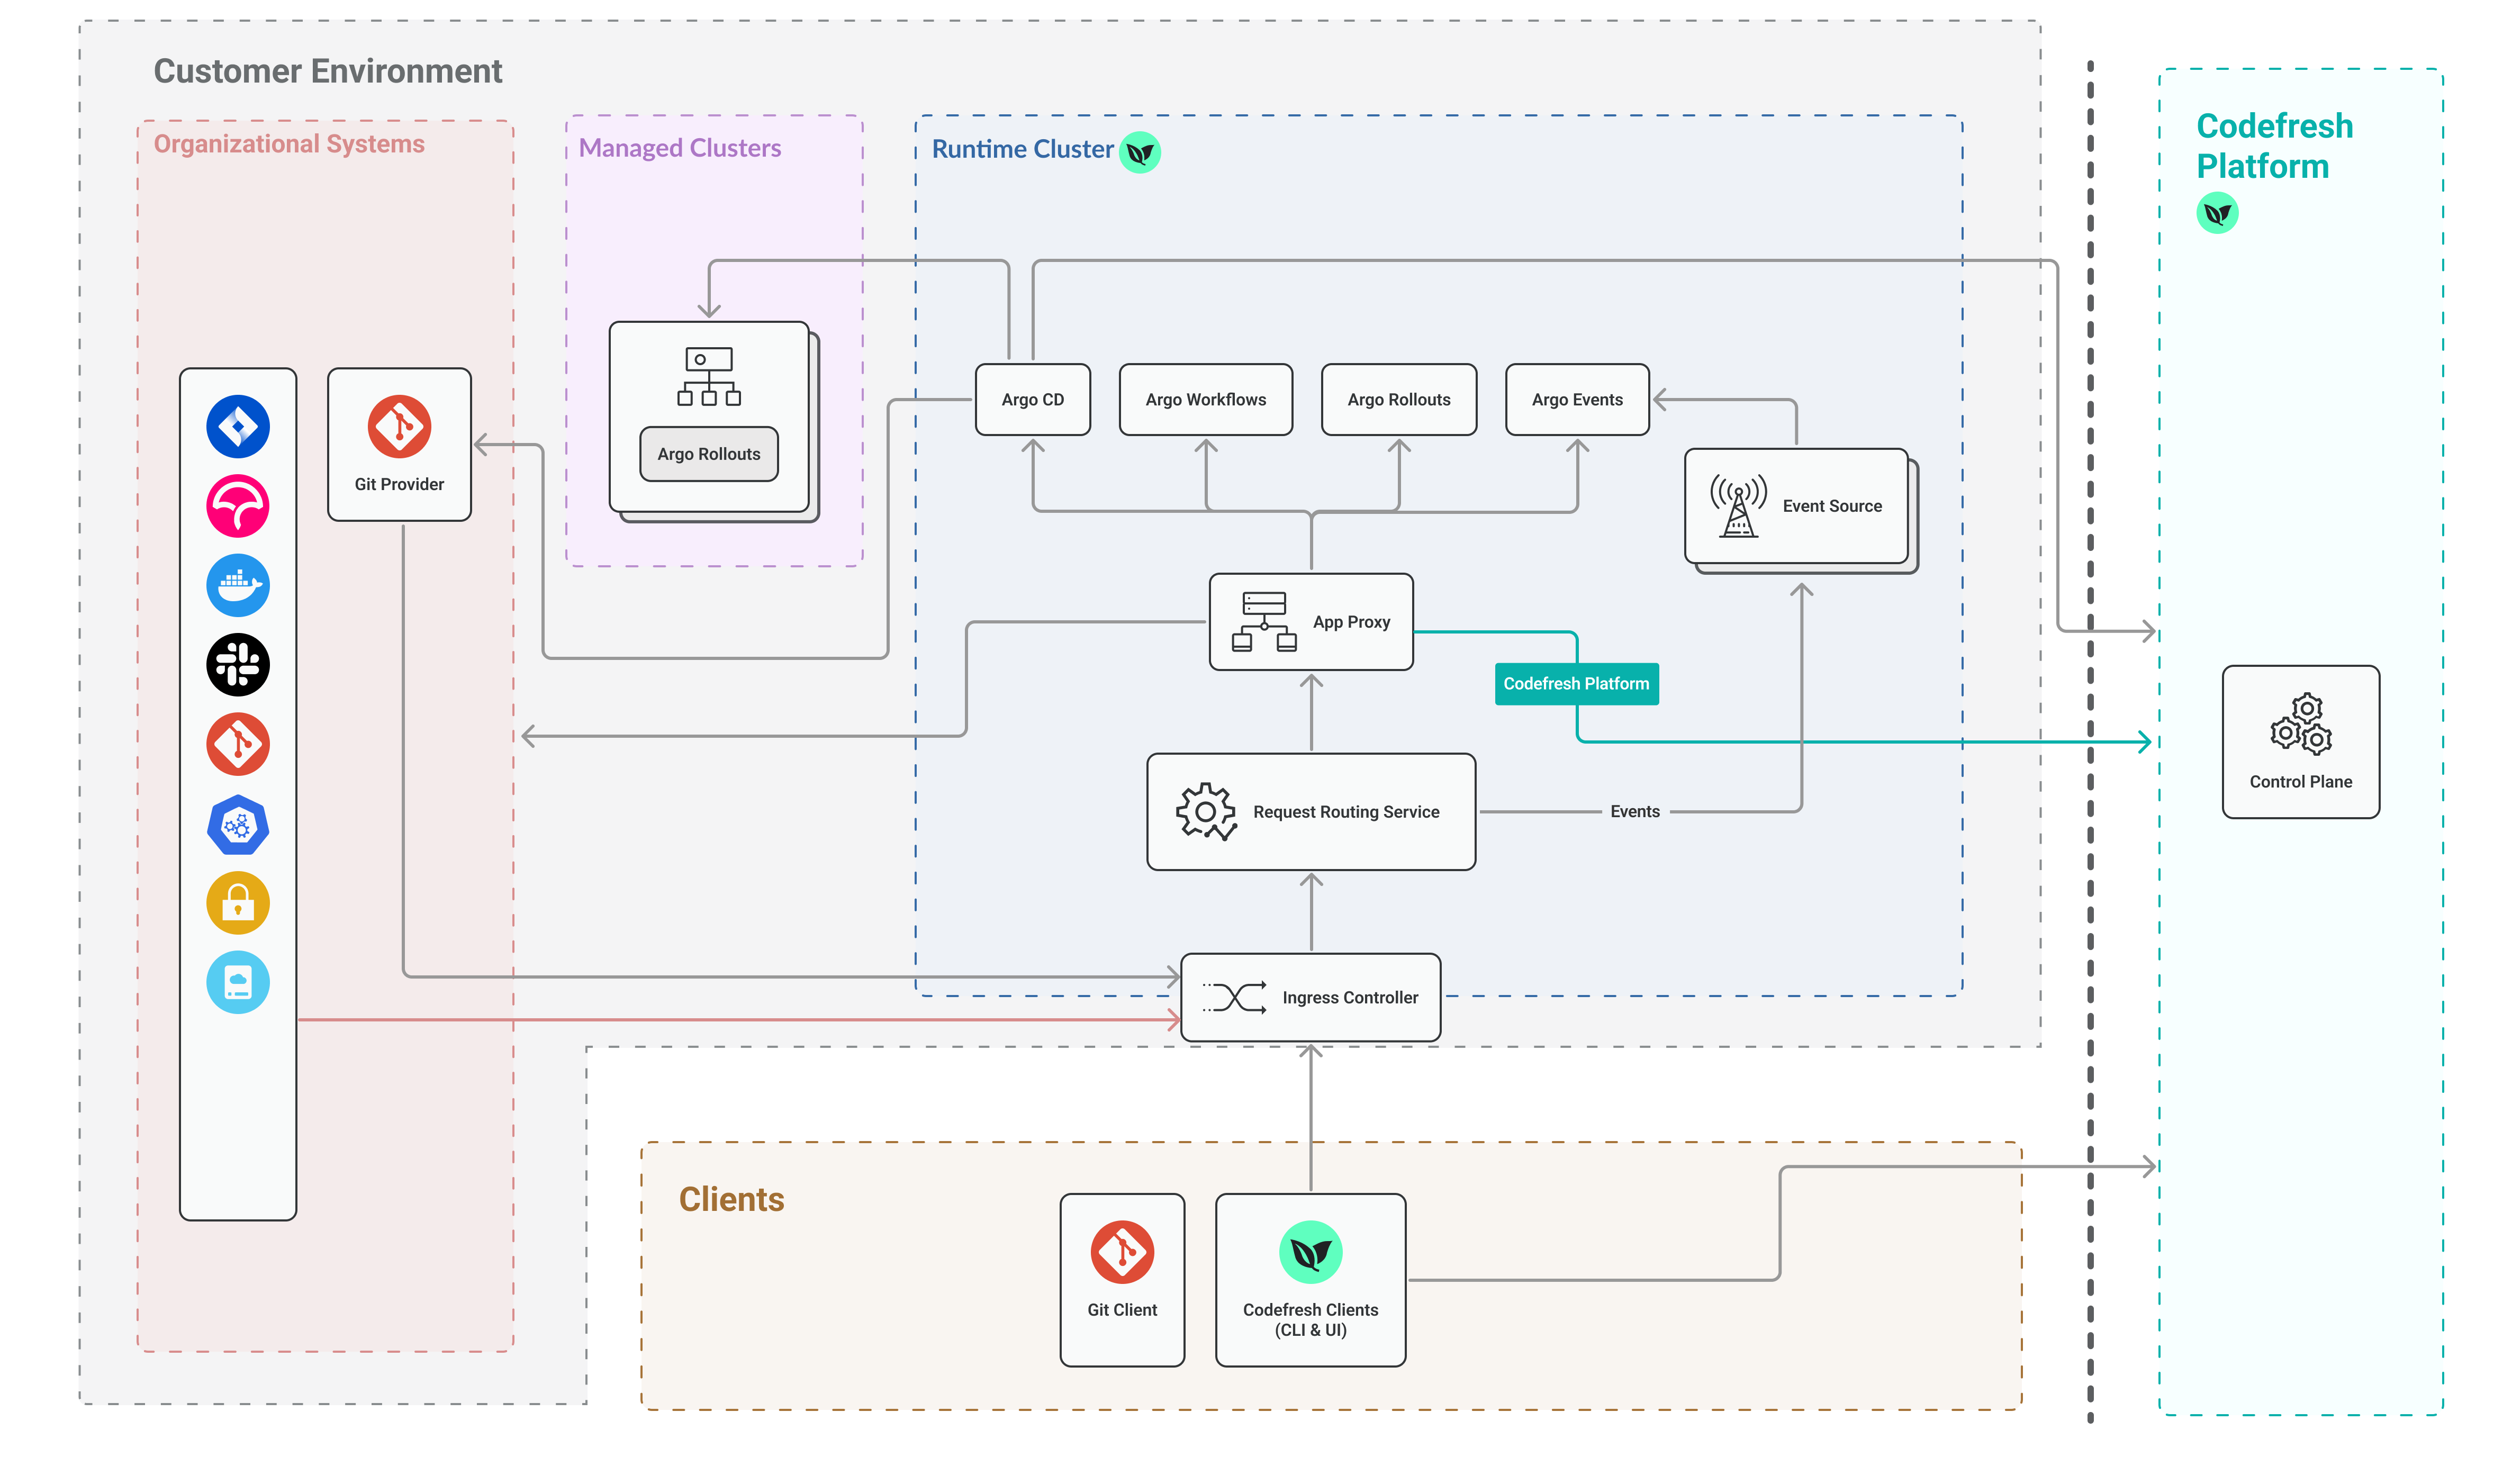 Customer Environment
Organizational Systems
Managed Clusters
Runtime Cluster
Codefresh
Platform
Git Provider
Argo Rollouts
Argo CD
Argo Workflows
Argo Rollouts
Argo Events
Event Source
App Proxy
Codefresh Platform
Control Plane
Request Routing Service
Events
Ingress Controller
Clients
Git Client
Codefresh Clients
(CLI & UI)